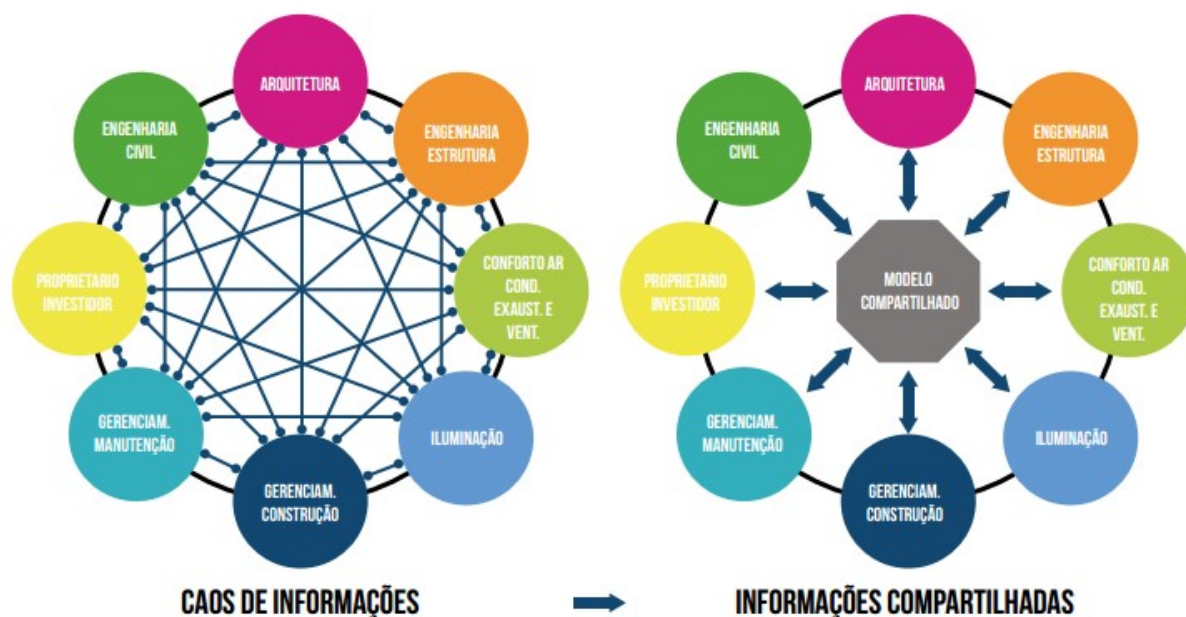 ARQUITETURA
ENGENHARIA
CIVIL
ENGENHARIA
ESTRUTURA
PROPRIETARIO
INVESTIDOR
CONFORTO AR
COND.
EXAUST. E
VENT.
GERENCIAM.
MANUTENÇÃO
ILUMINAÇÃO
GERENCIAM.
CONSTRUÇÃO
CAOS DE INFORMAÇÕES
ARQUITETURA
ENGENHARIA
CIVIL
ENGENHARIA
ESTRUTURA
PROPRIETARIO
INVESTIDOR
MODELO
COMPARTILHADO
CONFORTO AR
COND.
EXAUST. E
VENT.
GERENCIAM.
MANUTENÇÃO
ILUMINAÇÃO
GERENCIAM.
CONSTRUÇÃO
INFORMAÇÕES COMPARTILHADAS